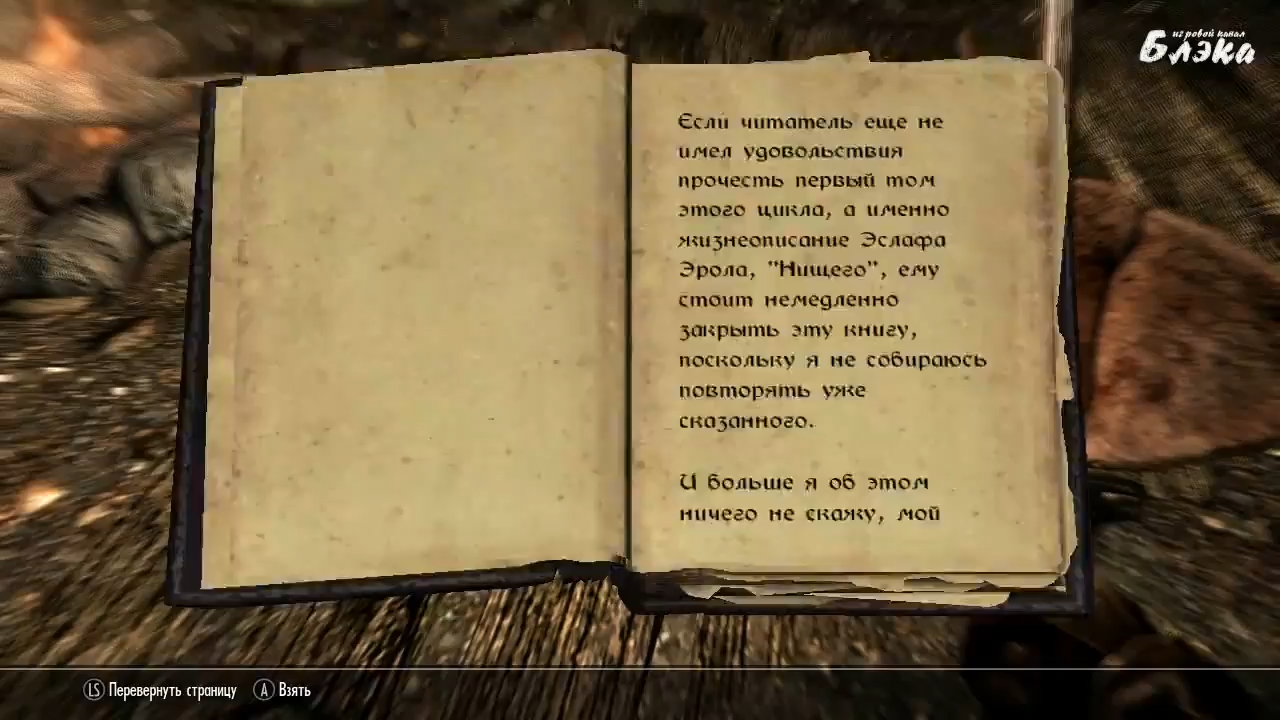 игровой канал
Блэка
Если читатель еще не
имел удовольствия
прочесть первый том
этого цикла, а именно
жизнеописание Эслафа
Эрола, "Нищего", ему
стоит немедленно
закрыть эту книгу,
поскольку я не собираюсь
повторять уже
сказанного.
И больше я об этом
ничего не скажу, мой
LS Перевернуть страницу A Взять